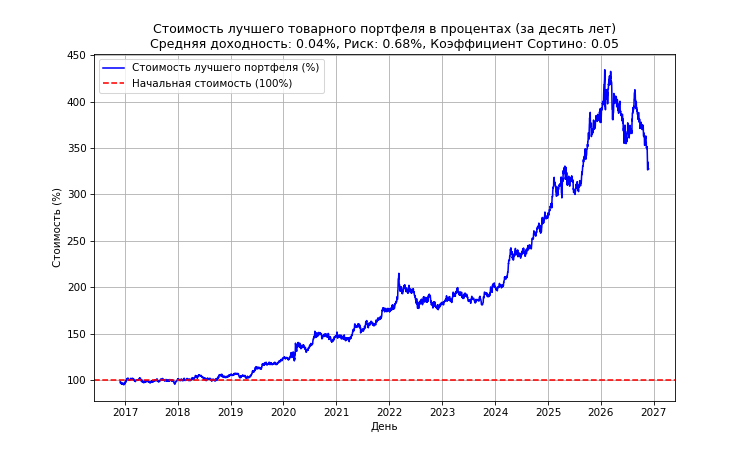 Стоимость лучшего товарного портфеля в процентах (за десять лет)
Средняя доходность: 0.04%, Риск: 0.68%, Коэффициент Сортино: 0.05
Стоимость лучшего портфеля (%)
Начальная стоимость (100%)
Стоимость (%)
450
400
350
300
250
200
150
100
2017 2018 2019 2020 2021 2022 2023 2024 2025 2026 2027
День